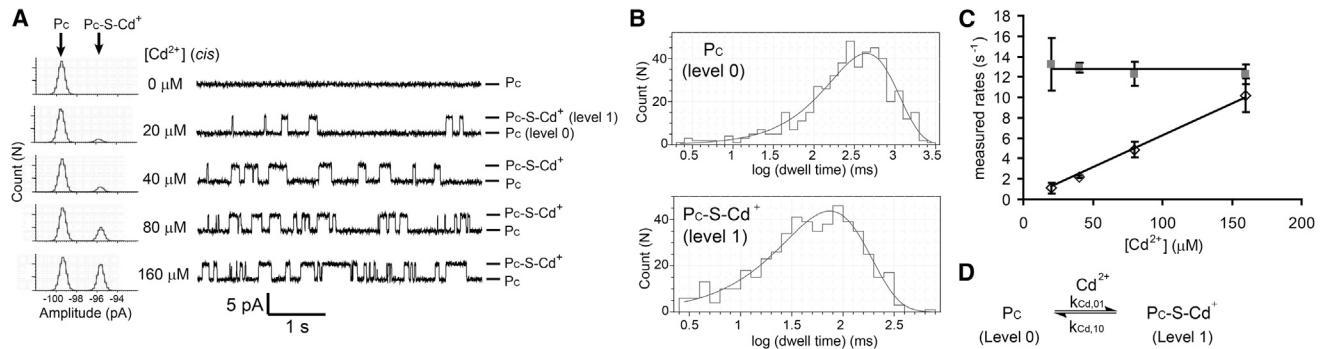 A
Pc
Pc-S-Cd+
[Cd2+] (cis)
Count (N)
0 µM
Pc
20 µM
Pc-S-Cd+ (level 1)
Pc (level 0)
40 µM
Pc-S-Cd+
Pc
80 µM
Pc-S-Cd+
Pc
160 µM
Pc-S-Cd+
Pc
-100 -98 -96 -94
Amplitude (pA)
5 pA
1 s
B
Pc
(level 0)
Count (N)
40
20
0
0.5 1 1.5 2 2.5 3 3.5
log (dwell time) (ms)
Pc-S-Cd+
(level 1)
Count (N)
40
20
0
0.5 1 1.5 2 2.5
log (dwell time) (ms)
C
measured rates (s-1)
18
16
14
12
10
8
6
4
2
0
0 50 100 150 200
[Cd2+] (µM)
D
Cd2+
kCd,01
Pc
Pc-S-Cd+
kCd,10
(Level 0)
(Level 1)